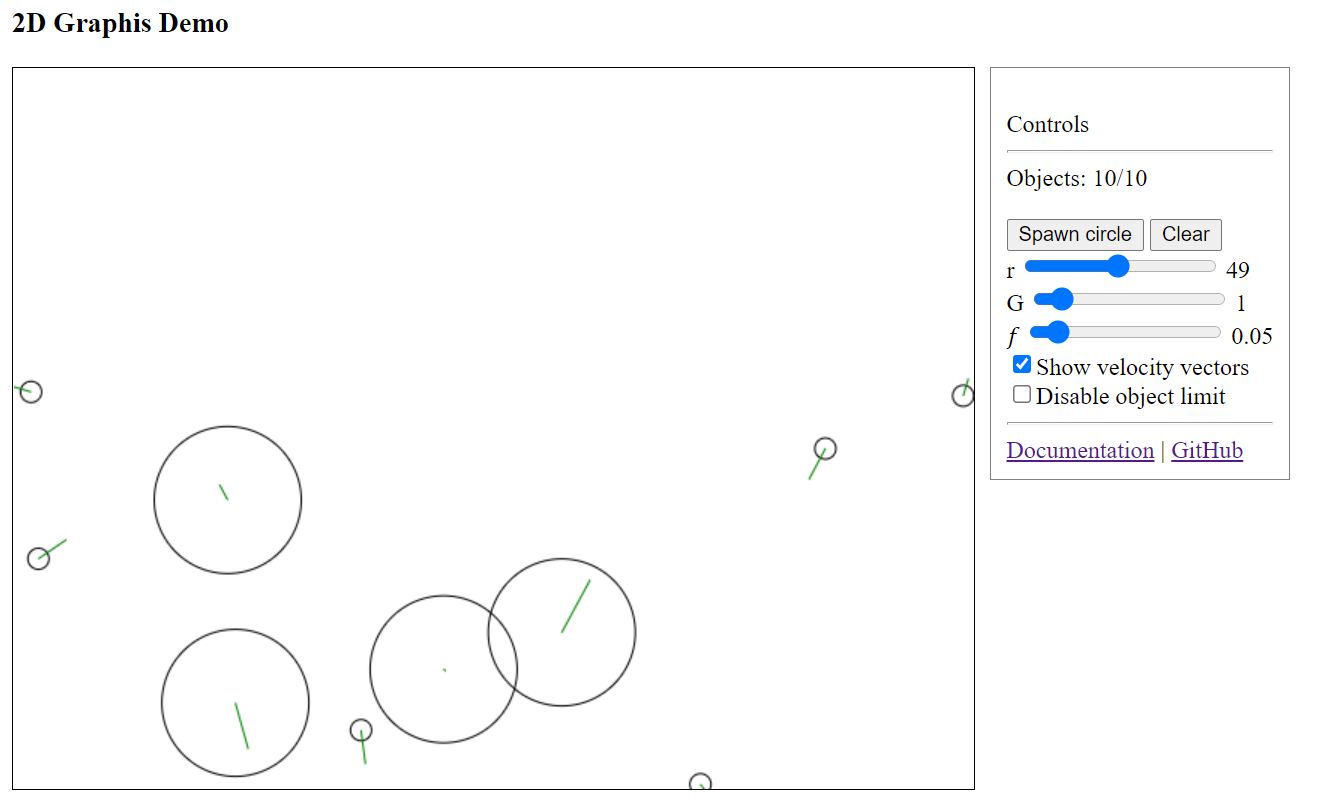 2D Graphis Demo
Controls
Objects: 10/10
Spawn circle Clear
r 49
G 1
f 0.05
Show velocity vectors
Disable object limit
Documentation | GitHub